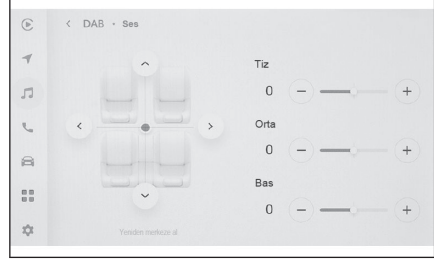 < DAB • Ses
Tiz
0
Orta
0
Bas
0
Yeniden merkeze al